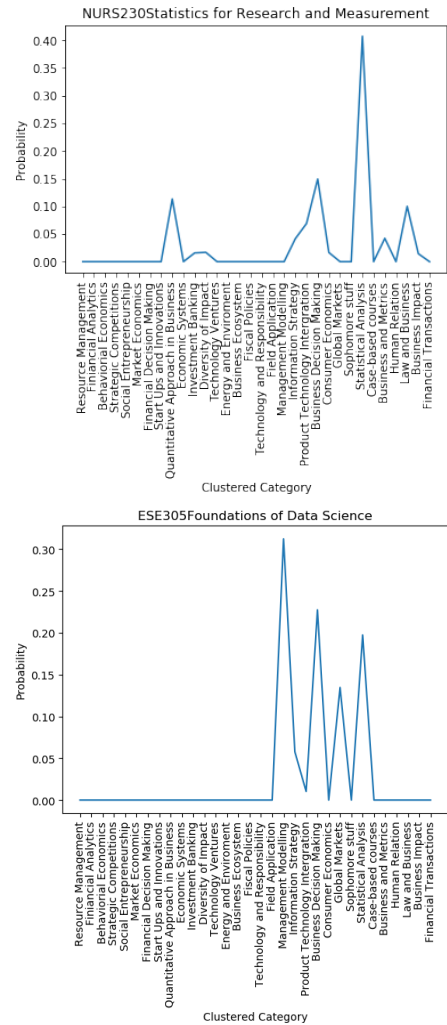 NURS230Statistics for Research and Measurement
0.40
0.35
0.30
0.25
0.20
0.15
0.10
0.05
0.00
Probability
Resource Management
Finiancial Analytics
Behaviorial Economics
Strategic Competitions
Social Entrepreneurship
Market Economics
Financial Decision Making
Start Ups and Innovations
Quantitative Approach in Business
Economic Systems
Investment Banking
Diversity of Impact
Technology Ventures
Energy and Environment
Business Ecosystem
Fiscal Policies
Technology and Responsibility
Field Application
Management Modelling
Information Strategy
Product Technology Intergration
Business Decision Making
Consumer Economics
Global Markets
Sophomore stuff
Statistical Analysis
Case-based courses
Business and Metrics
Human Relation
Law and Business
Business Impact
Financial Transactions
Clustered Category
ESE305Foundations of Data Science
0.30
0.25
0.20
0.15
0.10
0.05
0.00
Probability
Resource Management
Finiancial Analytics
Behaviorial Economics
Strategic Competitions
Social Entrepreneurship
Market Economics
Financial Decision Making
Start Ups and Innovations
Quantitative Approach in Business
Economic Systems
Investment Banking
Diversity of Impact
Technology Ventures
Energy and Environment
Business Ecosystem
Fiscal Policies
Technology and Responsibility
Field Application
Management Modelling
Information Strategy
Product Technology Intergration
Business Decision Making
Consumer Economics
Global Markets
Sophomore stuff
Statistical Analysis
Case-based courses
Business and Metrics
Human Relation
Law and Business
Business Impact
Financial Transactions
Clustered Category